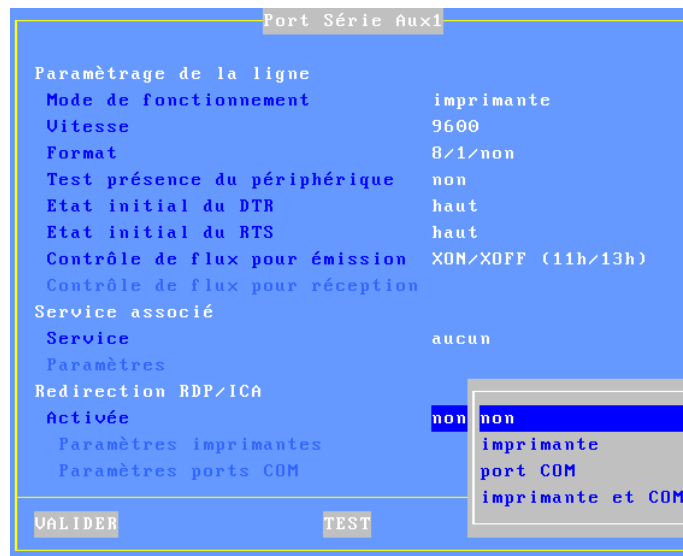 Port Série Aux1
Paramètrage de la ligne
Mode de fonctionnement imprimante
Vitesse 9600
Format 8/1/non
Test présence du périphérique non
Etat initial du DTR haut
Etat initial du RTS haut
Contrôle de flux pour émission XON/XOFF (11h/13h)
Contrôle de flux pour réception
Service associé
Service aucun
Paramètres
Redirection RDP/ICA
Activée non non
Paramètres imprimantes imprimante
Paramètres ports COM port COM
imprimante et COM
VALIDER TEST